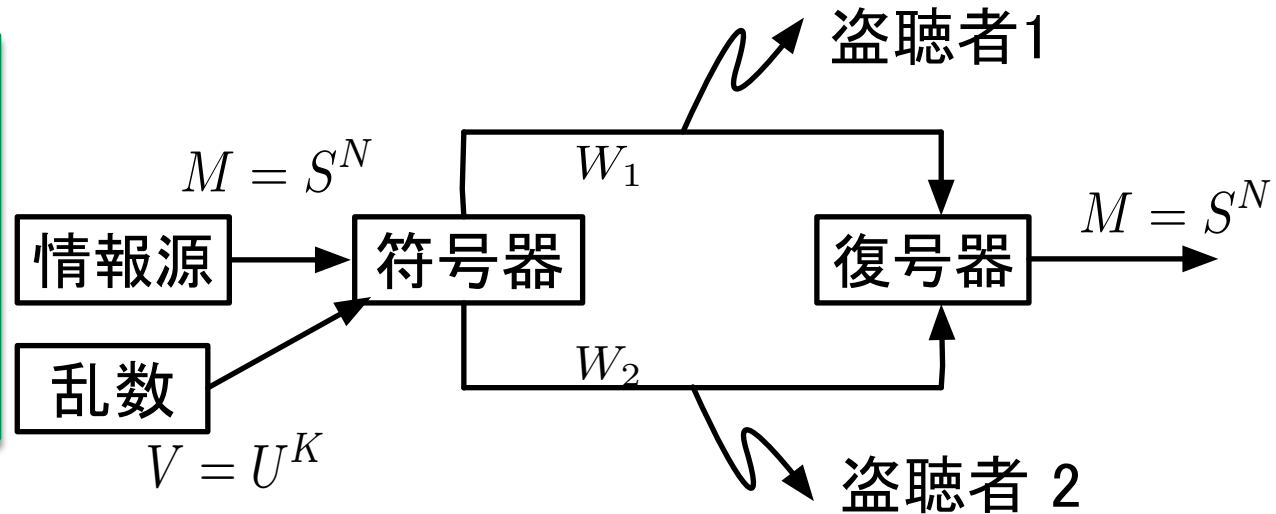 盗聴者1
W_1
M = S^N
M = S^N
情報源
符号器
復号器
乱数
W_2
V = U^K
盗聴者 2